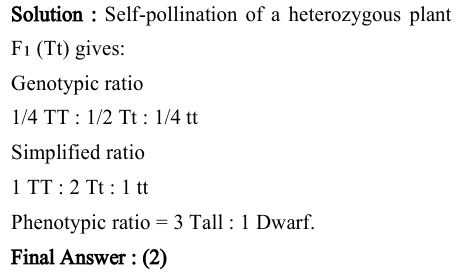 Solution : Self-pollination of a heterozygous plant
F1 (Tt) gives:
Genotypic ratio
1/4 TT : 1/2 Tt : 1/4 tt
Simplified ratio
1 TT : 2 Tt : 1 tt
Phenotypic ratio = 3 Tall : 1 Dwarf.
Final Answer : (2)